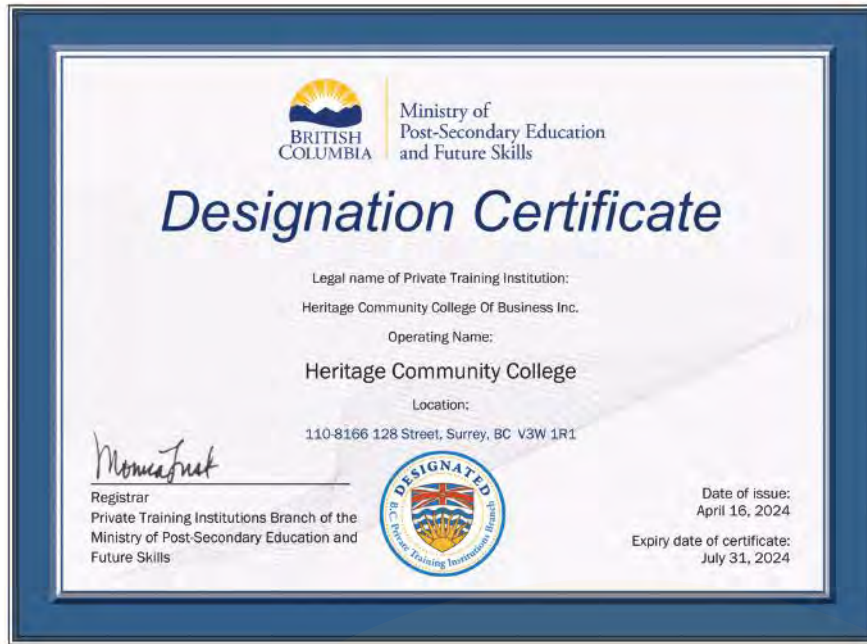 BRITISH
COLUMBIA
Ministry of
Post-Secondary Education
and Future Skills
Designation Certificate
Legal name of Private Training Institution:
Heritage Community College Of Business Inc.
Operating Name:
Heritage Community College
Location:
110-8166 128 Street, Surrey, BC V3W 1R1
Registrar
Private Training Institutions Branch of the
Ministry of Post-Secondary Education and
Future Skills
DESIGNATED
B.C. Private Training Institutions Branch
Date of issue:
April 16, 2024
Expiry date of certificate:
July 31, 2024